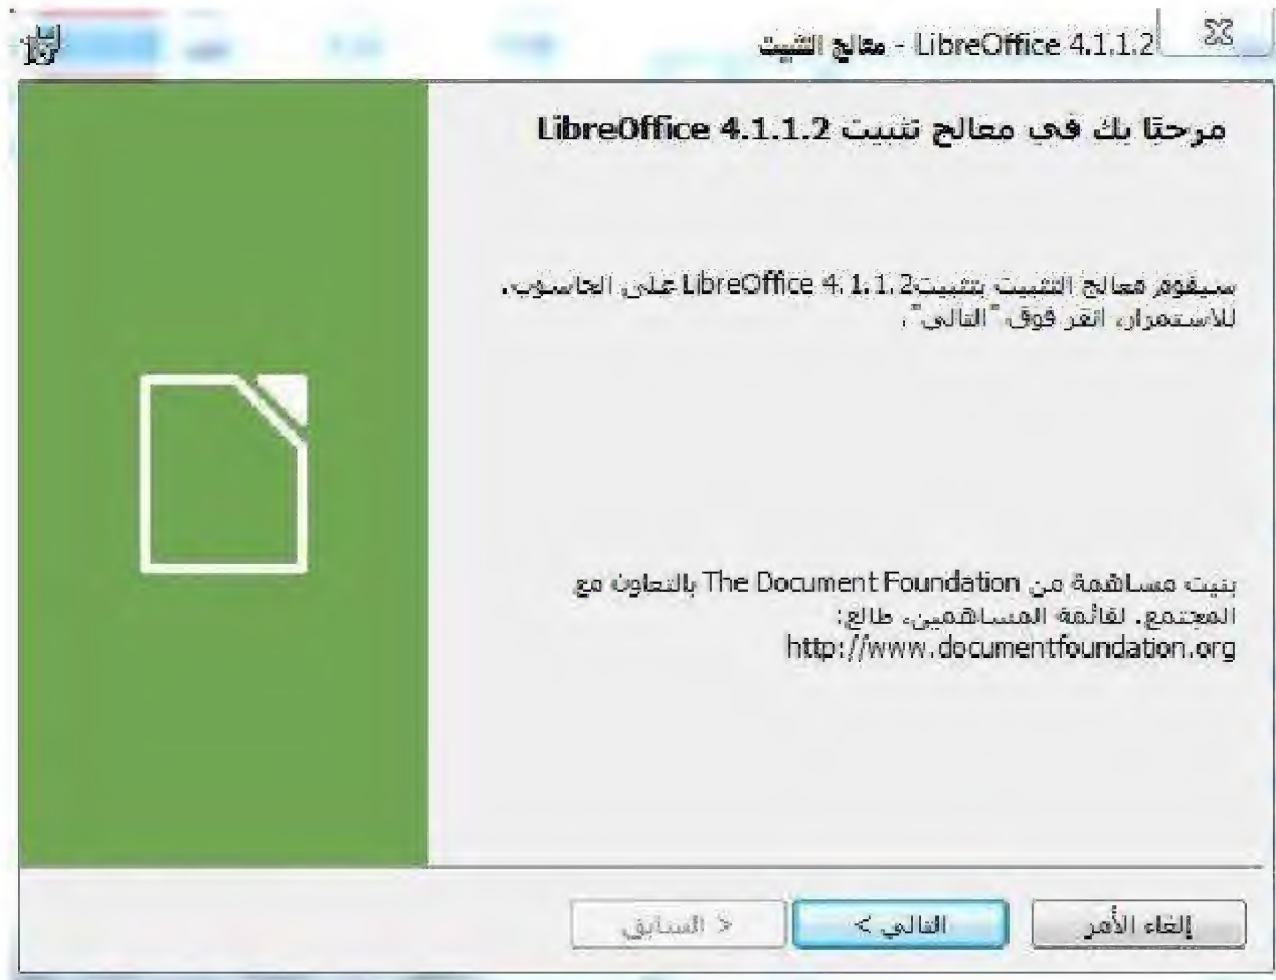 LibreOffice 4.1.1.2 - معالج التثبيت
مرحبًا بك في معالج تثبيت LibreOffice 4.1.1.2
سيقوم معالج التثبيت بتثبيت LibreOffice 4.1.1.2 على الحاسوب.
للاستمرار، انقر فوق "التالي".
بنيت مساهمة من The Document Foundation بالتعاون مع
المجتمع. لقائمة المساهمين، طالع:
http://www.documentfoundation.org
إلغاء الأمر
التالي >
< السابق